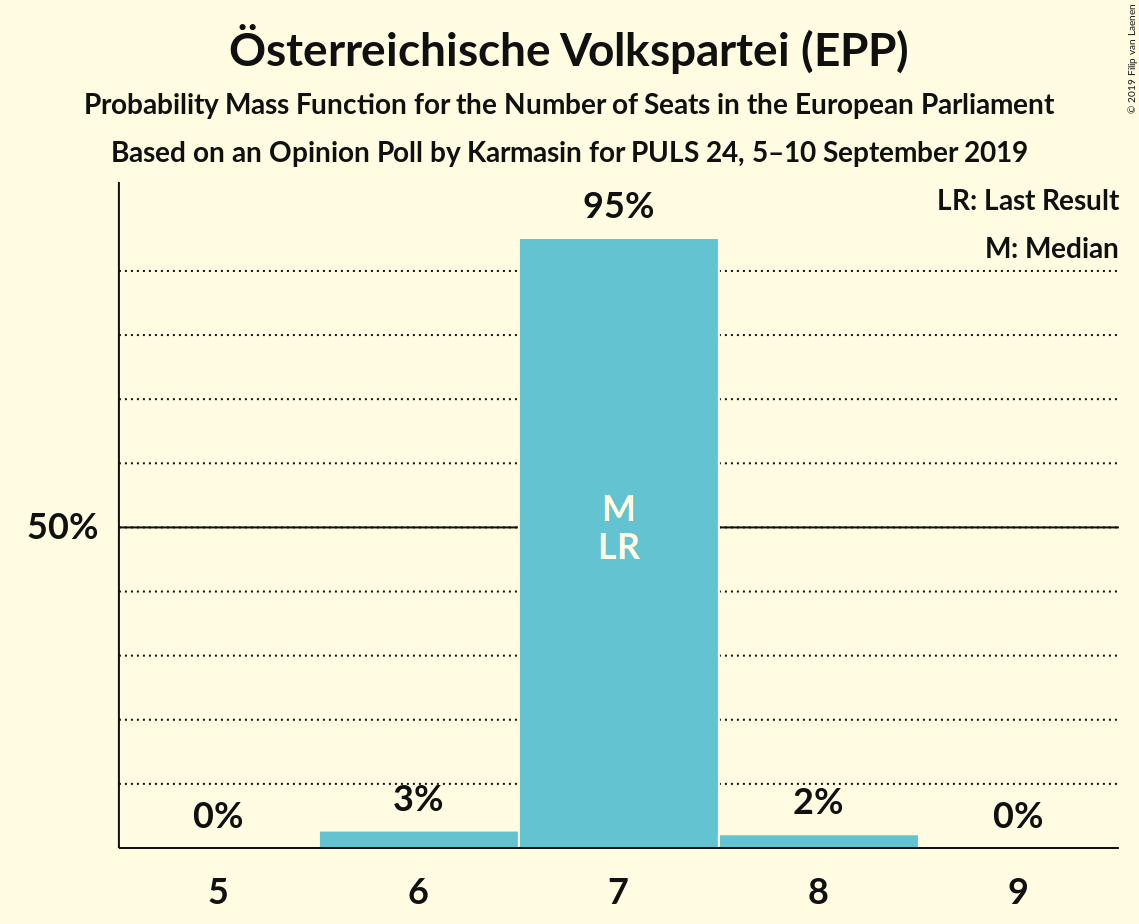 Österreichische Volkspartei (EPP)
Probability Mass Function for the Number of Seats in the European Parliament
Based on an Opinion Poll by Karmasin for PULS 24, 5–10 September 2019
© 2019 Filip van Laenen
LR: Last Result
M: Median
95%
50%
M
LR
0%
3%
2%
0%
5
6
7
8
9